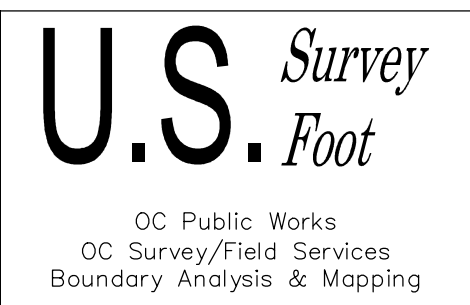 U.S. Survey
Foot
OC Public Works
OC Survey/Field Services
Boundary Analysis & Mapping